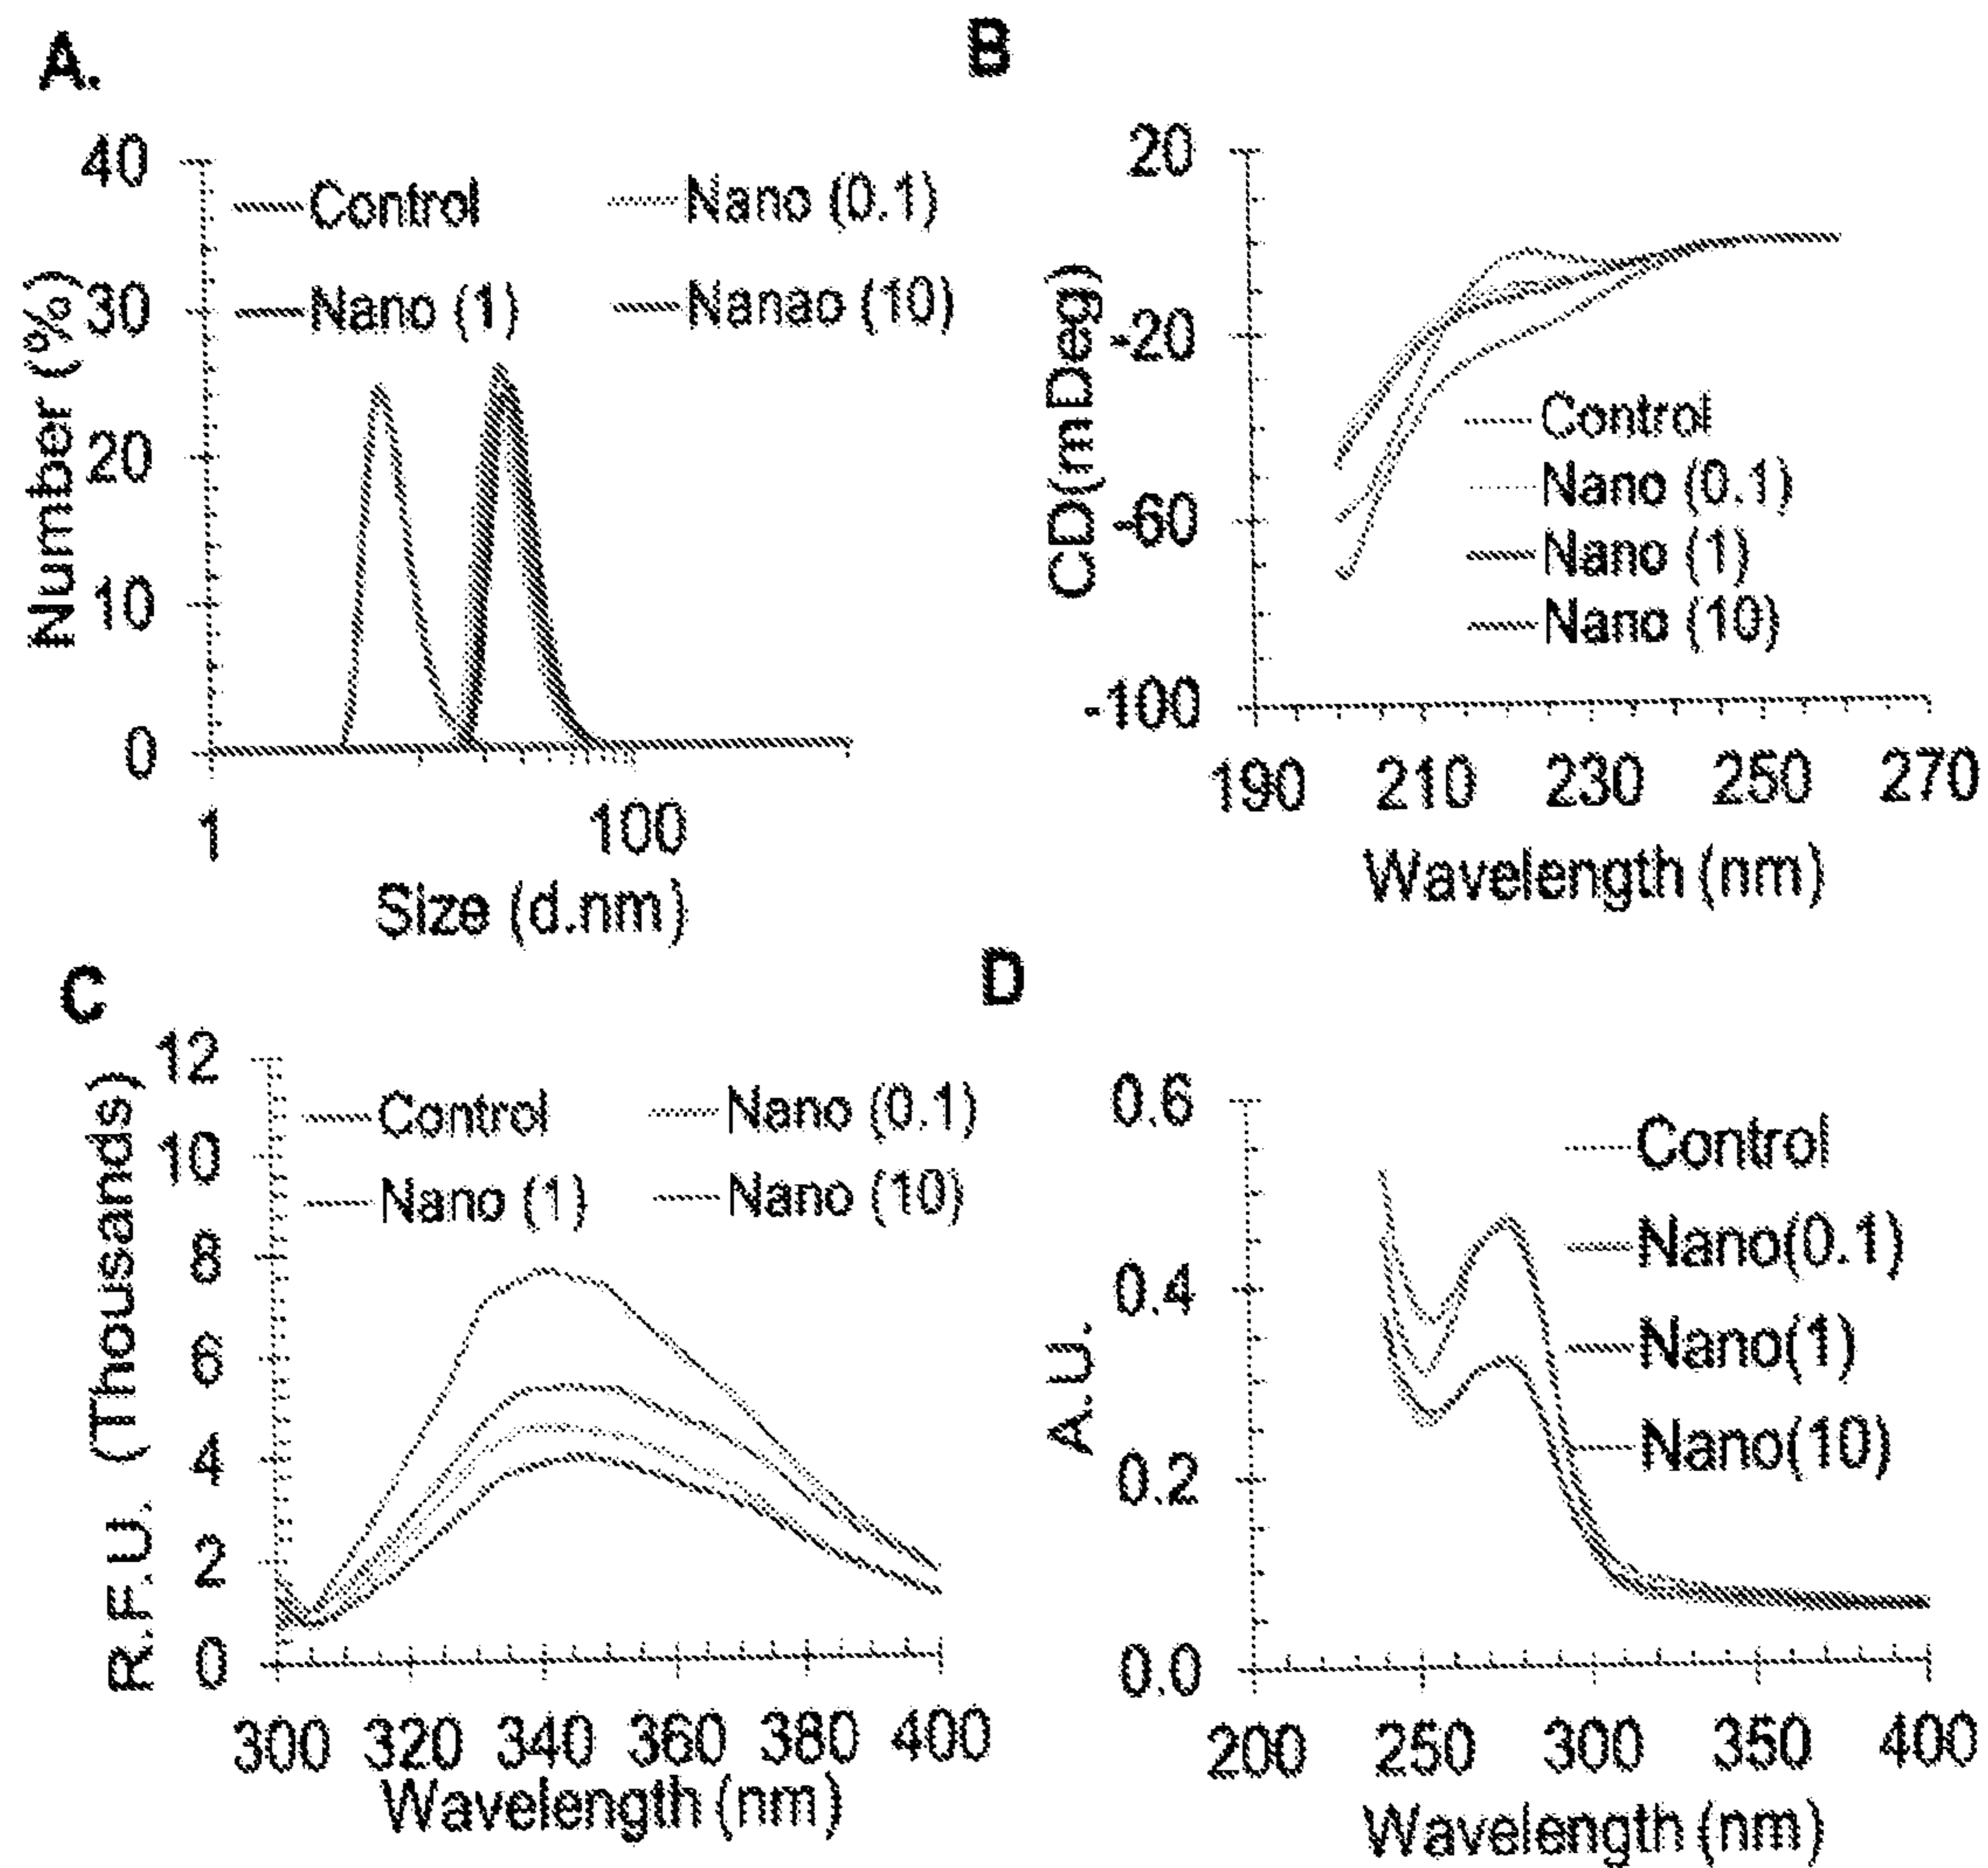 A.
40
30
20
10
0
Number (%)
Control
Nano (0.1)
Nano (1)
Nanao (10)
1
100
Size (d.nm)
B
20
-20
-60
-100
CD(mDeg)
Control
Nano (0.1)
Nano (1)
Nano (10)
190 210 230 250 270
Wavelength (nm)
C
12
10
8
6
4
2
0
R.F.U. (Thousands)
Control
Nano (0.1)
Nano (1)
Nano (10)
300 320 340 360 380 400
Wavelength (nm)
D
0.6
0.4
0.2
0.0
A.U.
Control
Nano(0.1)
Nano(1)
Nano(10)
200 250 300 350 400
Wavelength (nm)